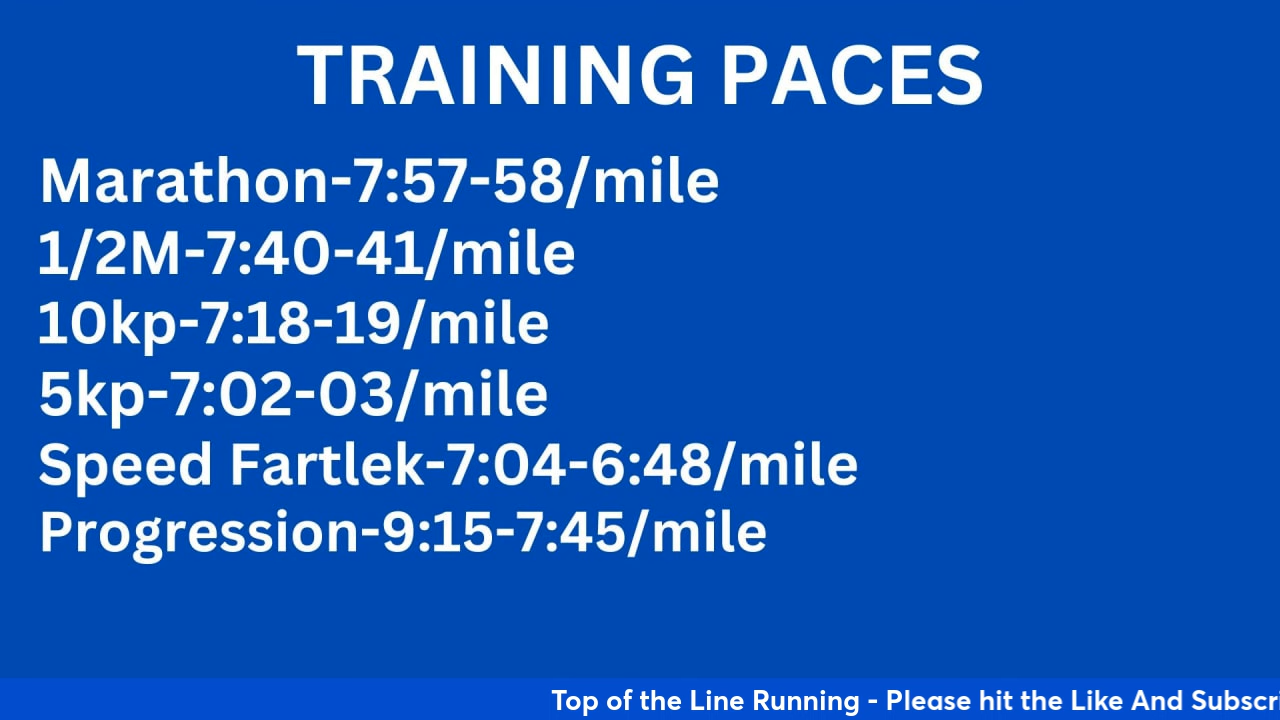 TRAINING PACES
Marathon-7:57-58/mile
1/2M-7:40-41/mile
10kp-7:18-19/mile
5kp-7:02-03/mile
Speed Fartlek-7:04-6:48/mile
Progression-9:15-7:45/mile
Top of the Line Running - Please hit the Like And Subscri